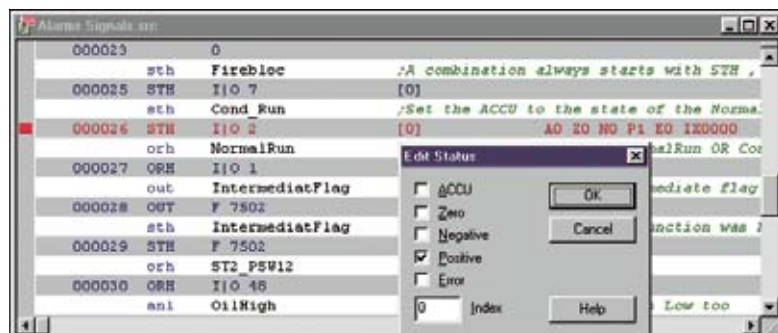 Alarms Signals src
000023 0
sth Firebloc ;A combination always starts with STH ,
000025 STH I|O 7 [0]
sth Cond_Run ;Set the ACCU to the state of the Norma
000026 STH I|O 2 [0] A0 Z0 N0 P1 E0 IX0000
orh NormalRun alRun OR Co
000027 ORH I|O 1
out IntermediatFlag ediate flag
000028 OUT F 7502
sth IntermediatFlag nction was
000029 STH F 7502
orh ST2_PSW12
000030 ORH I|O 48
anl OilHigh Low too
Edit Status
ACCU
Zero
Negative
Positive
Error
0 Index
OK
Cancel
Help